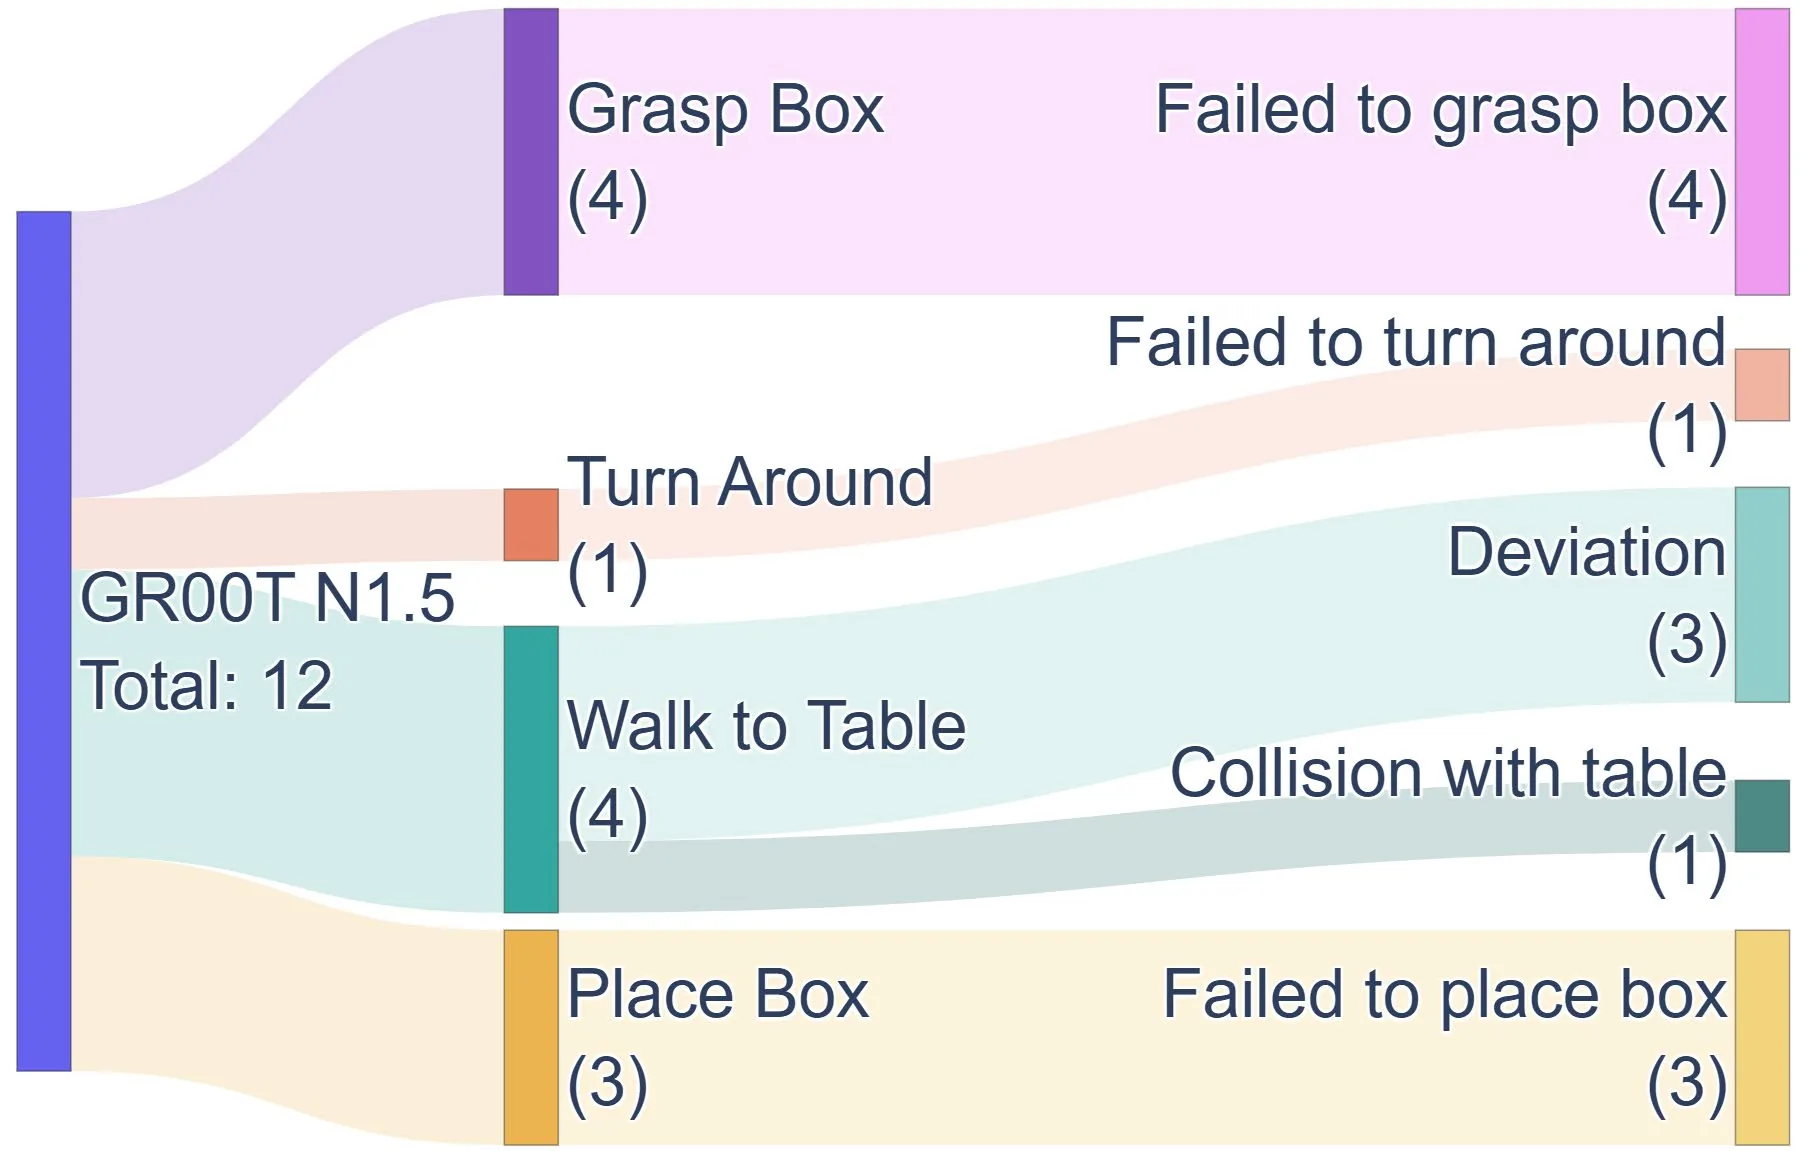 GR00T N1.5
Total: 12
Grasp Box
(4)
Turn Around
(1)
Walk to Table
(4)
Place Box
(3)
Failed to grasp box
(4)
Failed to turn around
(1)
Deviation
(3)
Collision with table
(1)
Failed to place box
(3)